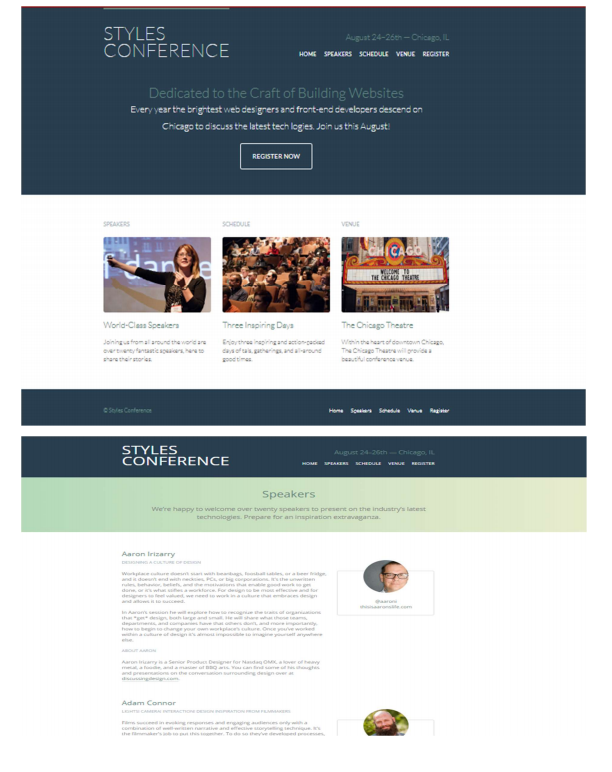 STYLES
CONFERENCE
August 24–26th — Chicago, IL
HOME SPEAKERS SCHEDULE VENUE REGISTER
Dedicated to the Craft of Building Websites
Every year the brightest web designers and front-end developers descend on
Chicago to discuss the latest tech logies. Join us this August!
REGISTER NOW
SPEAKERS
SCHEDULE
VENUE
dan
CHICAGO
WELCOME TO
THE CHICAGO THEATRE
World-Class Speakers
Joining us from all around the world are
over twenty fantastic speakers, here to
share their stories.
Three Inspiring Days
Enjoy three inspiring and action-packed
days of talks, gatherings, and all-around
good times.
The Chicago Theatre
Within the heart of downtown Chicago,
The Chicago Theatre will provide a
beautiful conference venue.
© Styles Conference
Home Speakers Schedule Venue Register
STYLES
CONFERENCE
August 24–26th — Chicago, IL
HOME SPEAKERS SCHEDULE VENUE REGISTER
Speakers
We're happy to welcome over twenty speakers to present on the industry's latest
technologies. Prepare for an inspiration extravaganza.
Aaron Irizarry
DESIGNING A CULTURE OF DESIGN
Workplace culture doesn't start with beanbags, foosball tables, or a beer fridge,
and it doesn't end with neckties, PCs, or big corporations. It's the unwritten
rules, behavior, beliefs, and the motivations that enable good work to get
done, or it's what stifles a workforce. For design to be most effective and for
designers to feel valued, we need to work in a culture that embraces design
and allows it to succeed.
In Aaron's session he will explore how to recognize the traits of organizations
that *get* design, both large and small. He will share what those teams,
departments, and companies have that others don't, and more importantly,
how to begin to change your own workplace's culture. Once you've worked
within a culture of design it's almost impossible to imagine yourself anywhere
else.
ABOUT AARON
Aaron Irizarry is a Senior Product Designer for Nasdaq OMX, a lover of heavy
metal, a foodie, and a master of BBQ arts. You can find some of his thoughts
and presentations on the conversation surrounding design over at
discussingdesign.com.
@aaroni
thisisaaronslife.com
Adam Connor
LIGHTS! CAMERA! INTERACTION! DESIGN INSPIRATION FROM FILMMAKERS
Films succeed in evoking responses and engaging audiences only with a
combination of well-written narrative and effective storytelling technique. It's
the filmmaker's job to put this together. To do so they've developed processes,